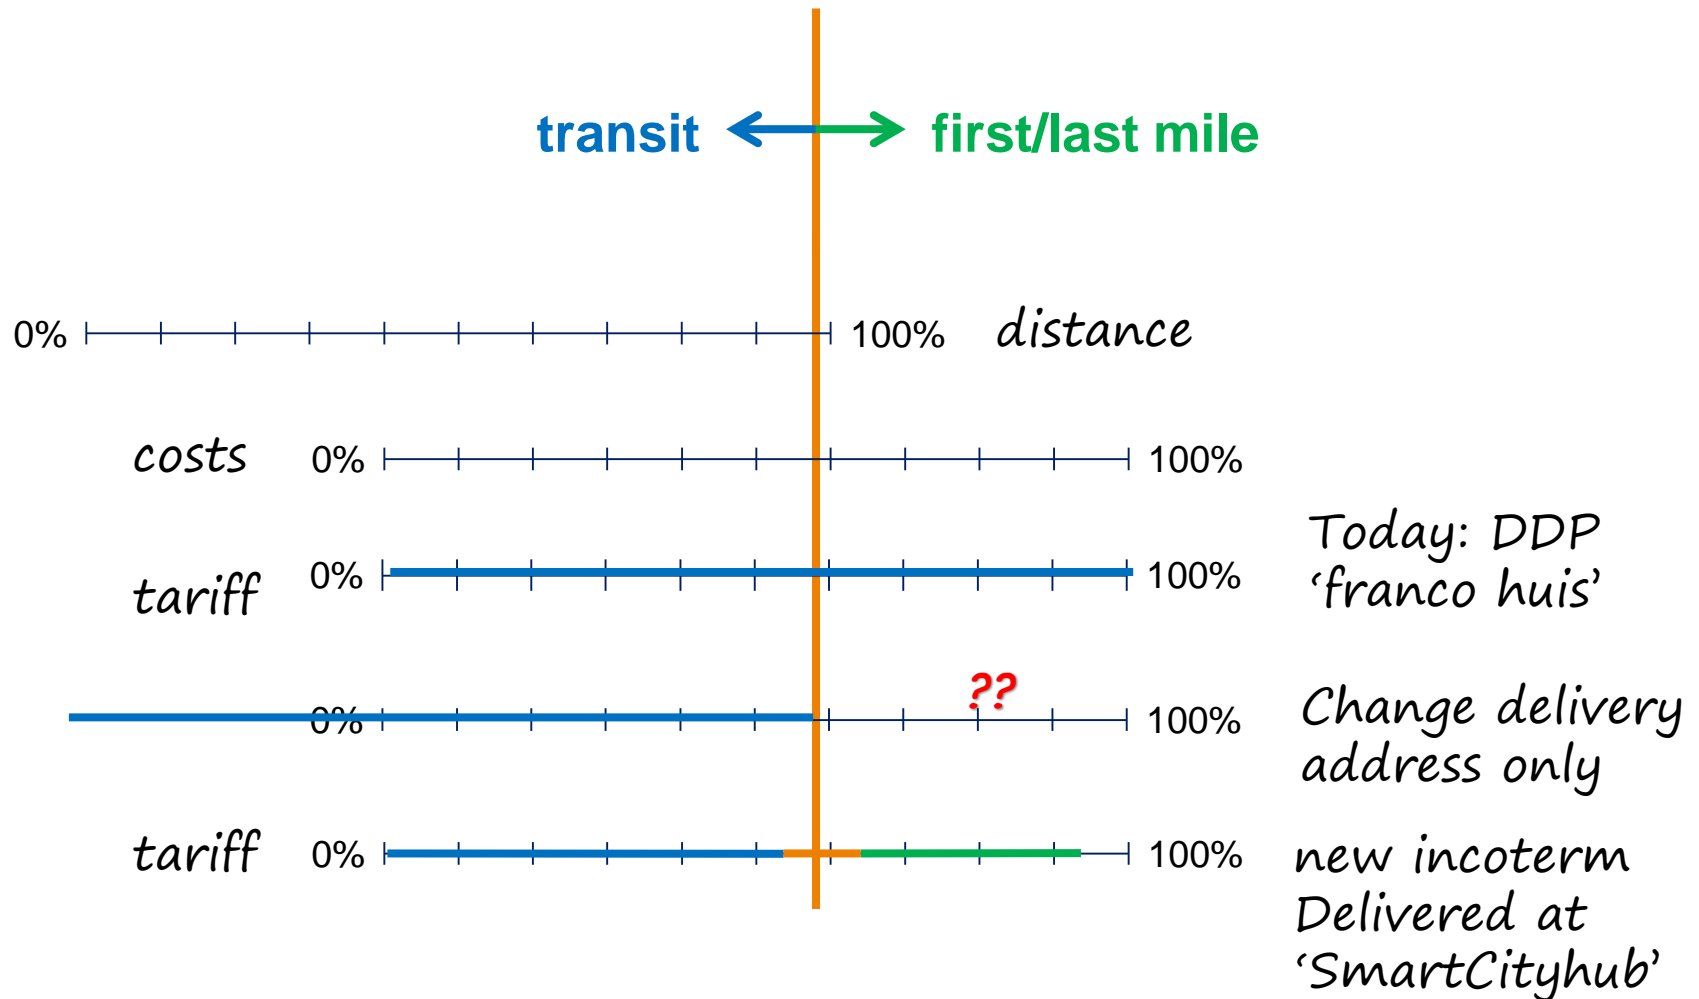 transit first/last mile
0% 100% distance
costs 0% 100%
tariff 0% 100%
Today: DDP
‘franco huis’
??
0% 100%
Change delivery
address only
tariff 0% 100%
new incoterm
Delivered at
‘SmartCityhub’